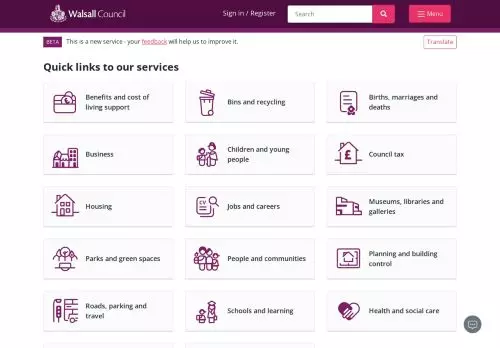 Walsall Council
Sign in / Register
Search
Menu
BETA
This is a new service - your feedback will help us to improve it.
Translate
Quick links to our services
Benefits and cost of
living support
Bins and recycling
Births, marriages and
deaths
Business
Children and young
people
£
Council tax
Housing
CV
Jobs and careers
Museums, libraries and
galleries
Parks and green spaces
People and communities
Planning and building
control
Roads, parking and
travel
Schools and learning
Health and social care